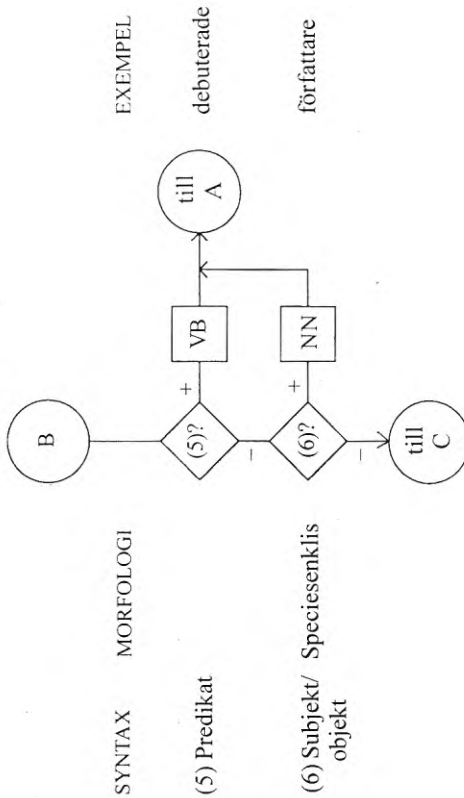 SYNTAX MORFOLOGI EXEMPEL
B
(5) Predikat (5)? + VB till A debuterade
–
(6) Subjekt/ Speciesenklis (6)? + NN författare
objekt
–
till C